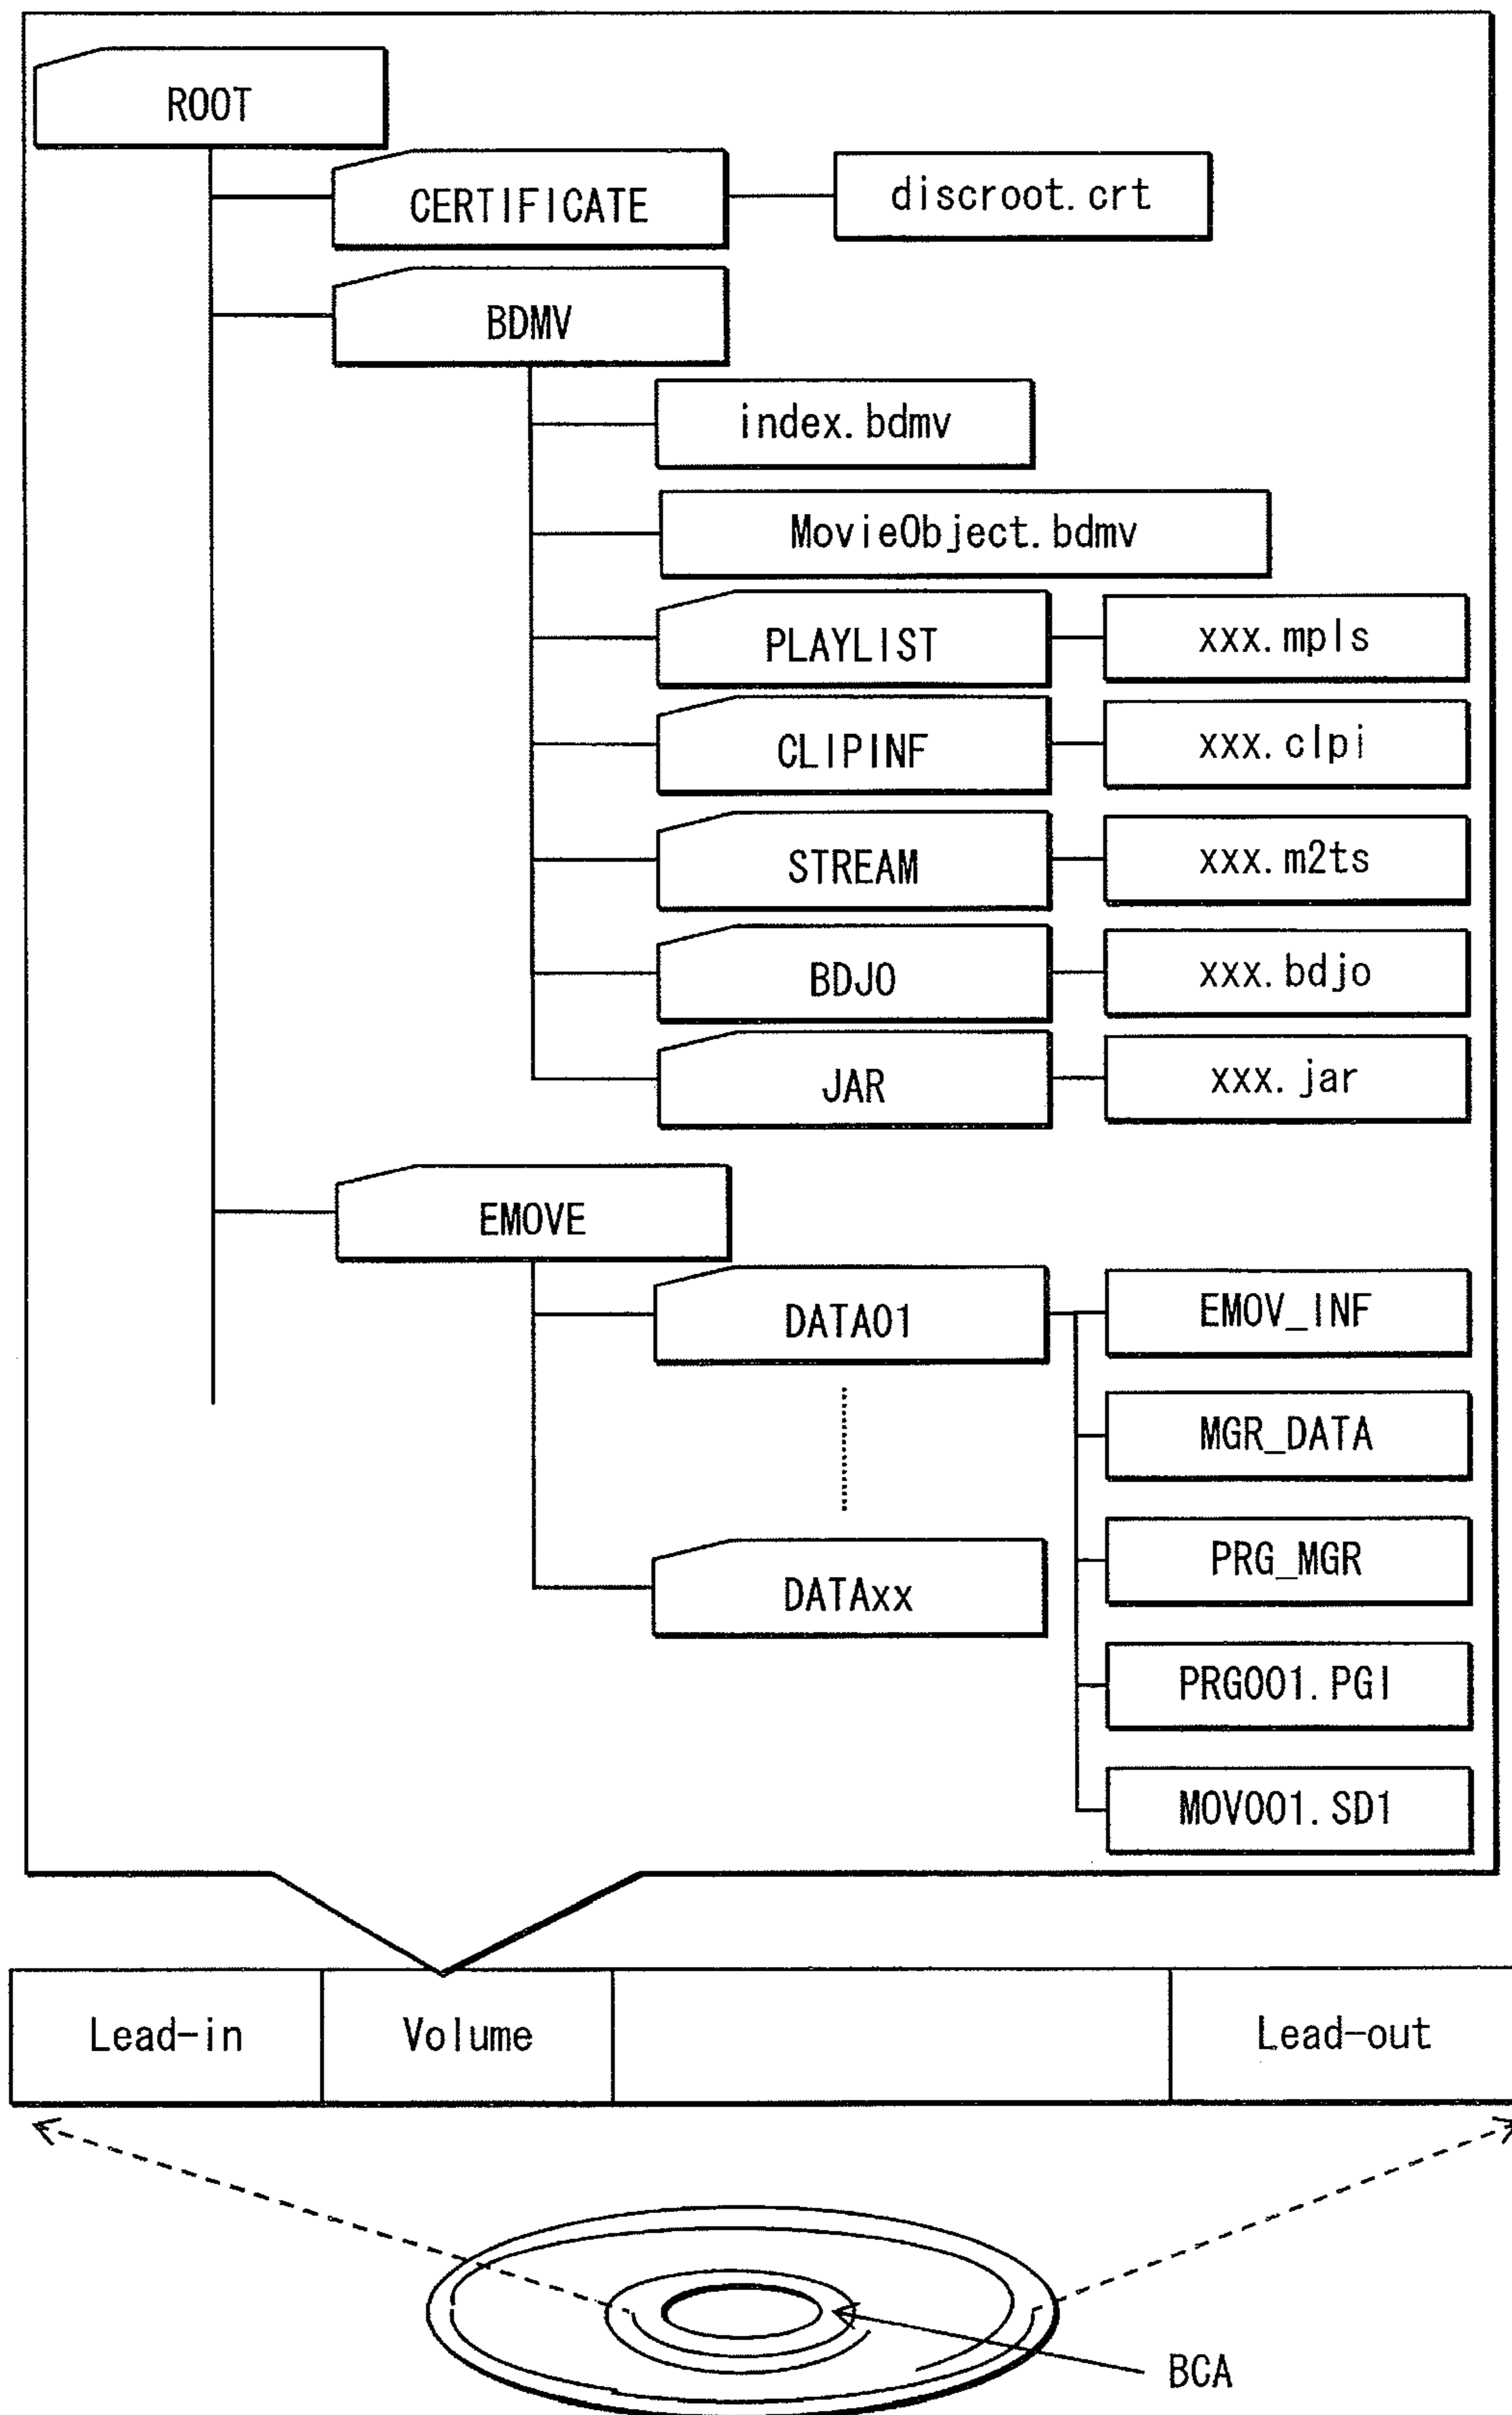 ROOT
CERTIFICATE
discroot.crt
BDMV
index.bdmv
MovieObject.bdmv
PLAYLIST
xxx.mpls
CLIPINF
xxx.clpi
STREAM
xxx.m2ts
BDJO
xxx.bdjo
JAR
xxx.jar
EMOVE
DATA01
EMOV_INF
MGR_DATA
PRG_MGR
DATAxx
PRG001.PGI
MOV001.SD1
Lead-in
Volume
Lead-out
BCA